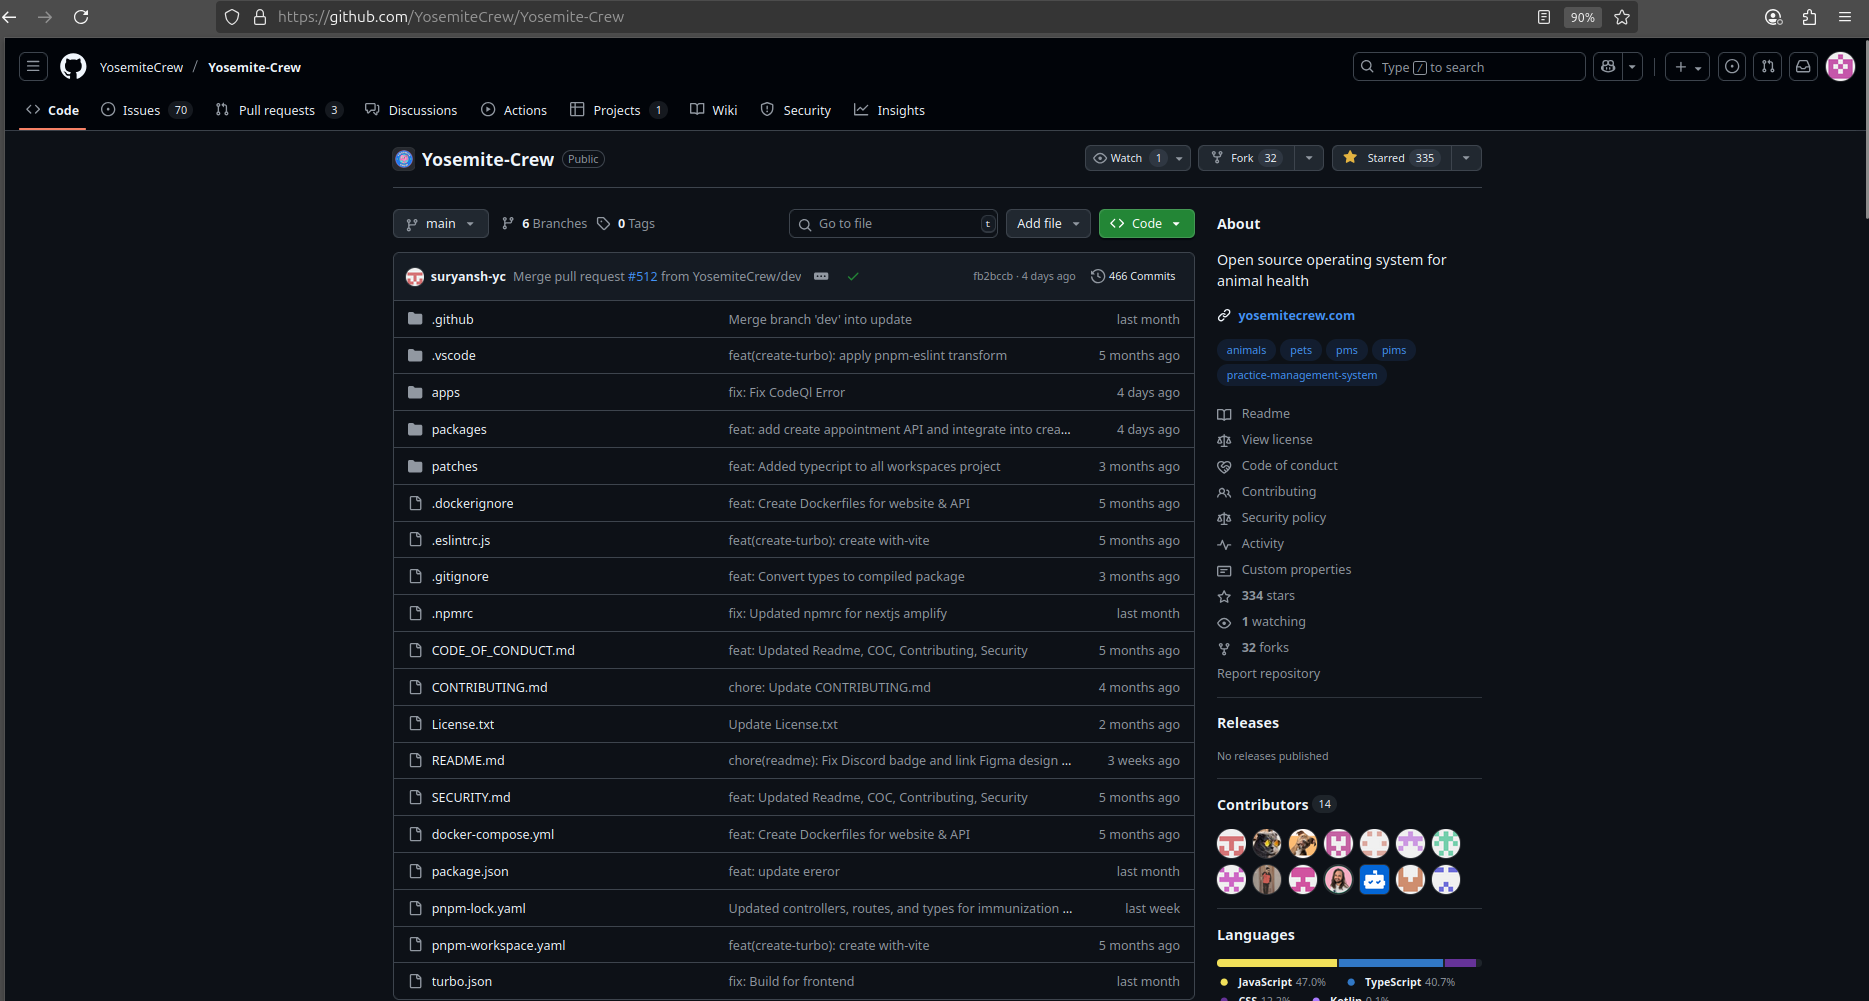 https://github.com/YosemiteCrew/Yosemite-Crew
90%
YosemiteCrew / Yosemite-Crew
Type / to search
Code
Issues 70
Pull requests 3
Discussions
Actions
Projects 1
Wiki
Security
Insights
Yosemite-Crew Public
Watch 1
Fork 32
Starred 335
main
6 Branches
0 Tags
Go to file t
Add file
Code
suryansh-yc Merge pull request #512 from YosemiteCrew/dev
fb2bccb · 4 days ago
466 Commits
.github Merge branch 'dev' into update last month
.vscode feat(create-turbo): apply pnpm-eslint transform 5 months ago
apps fix: Fix CodeQl Error 4 days ago
packages feat: add create appointment API and integrate into crea... 4 days ago
patches feat: Added typecript to all workspaces project 3 months ago
.dockerignore feat: Create Dockerfiles for website & API 5 months ago
.eslintrc.js feat(create-turbo): create with-vite 5 months ago
.gitignore feat: Convert types to compiled package 3 months ago
.npmrc fix: Updated npmrc for nextjs amplify last month
CODE_OF_CONDUCT.md feat: Updated Readme, COC, Contributing, Security 5 months ago
CONTRIBUTING.md chore: Update CONTRIBUTING.md 4 months ago
License.txt Update License.txt 2 months ago
README.md chore(readme): Fix Discord badge and link Figma design ... 3 weeks ago
SECURITY.md feat: Updated Readme, COC, Contributing, Security 5 months ago
docker-compose.yml feat: Create Dockerfiles for website & API 5 months ago
package.json feat: update ereror last month
pnpm-lock.yaml Updated controllers, routes, and types for immunization ... last week
pnpm-workspace.yaml feat(create-turbo): create with-vite 5 months ago
turbo.json fix: Build for frontend last month
About
Open source operating system for
animal health
yosemitecrew.com
animals pets pms pims
practice-management-system
Readme
View license
Code of conduct
Contributing
Security policy
Activity
Custom properties
334 stars
1 watching
32 forks
Report repository
Releases
No releases published
Contributors 14
Languages
JavaScript 47.0% TypeScript 40.7%
CSS 12.2% Kotlin 0.1%